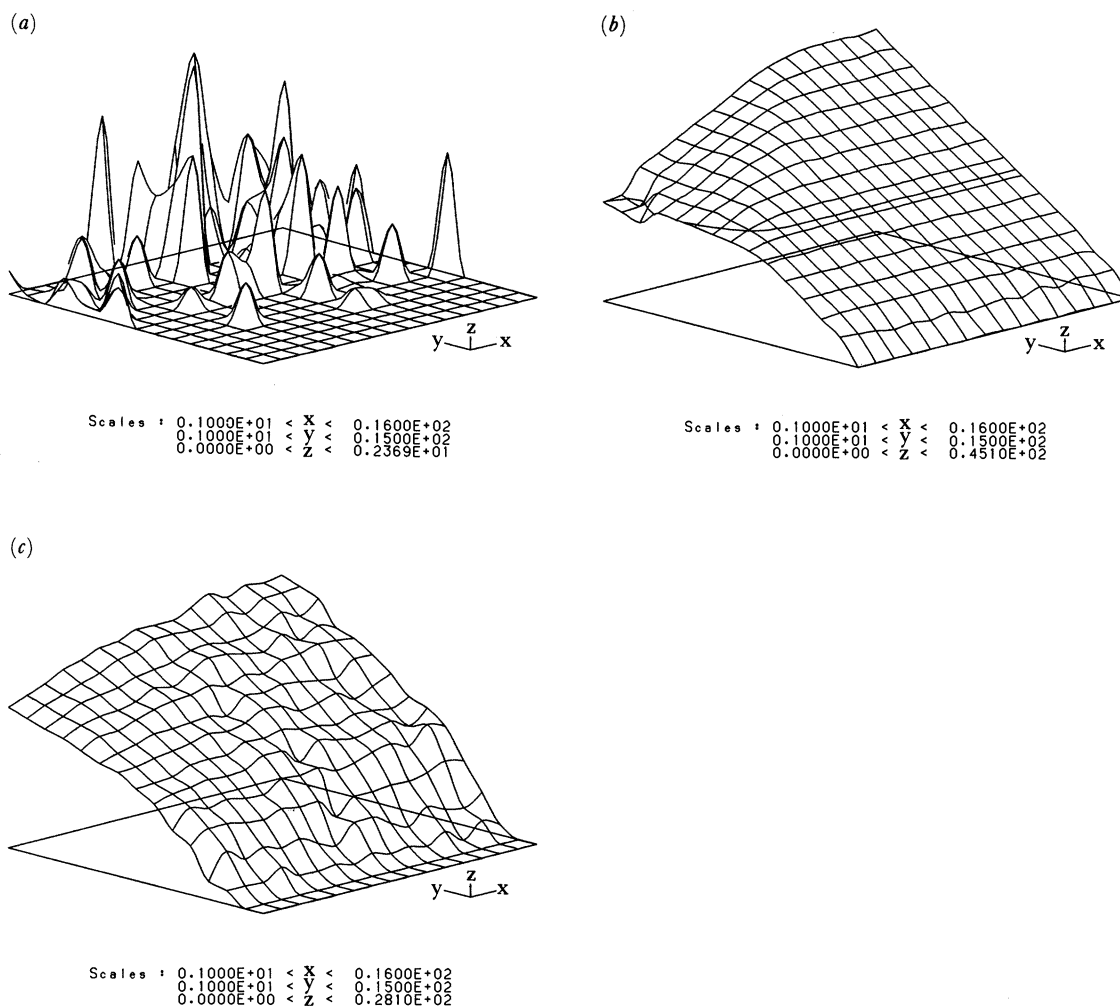 (a)
z
y x
Scales : 0.1000E+01 < x < 0.1600E+02
0.1000E+01 < y < 0.1500E+02
0.0000E+00 < z < 0.2369E+01
(b)
z
y x
Scales : 0.1000E+01 < x < 0.1600E+02
0.1000E+01 < y < 0.1500E+02
0.0000E+00 < z < 0.4510E+02
(c)
z
y x
Scales : 0.1000E+01 < x < 0.1600E+02
0.1000E+01 < y < 0.1500E+02
0.0000E+00 < z < 0.2810E+02